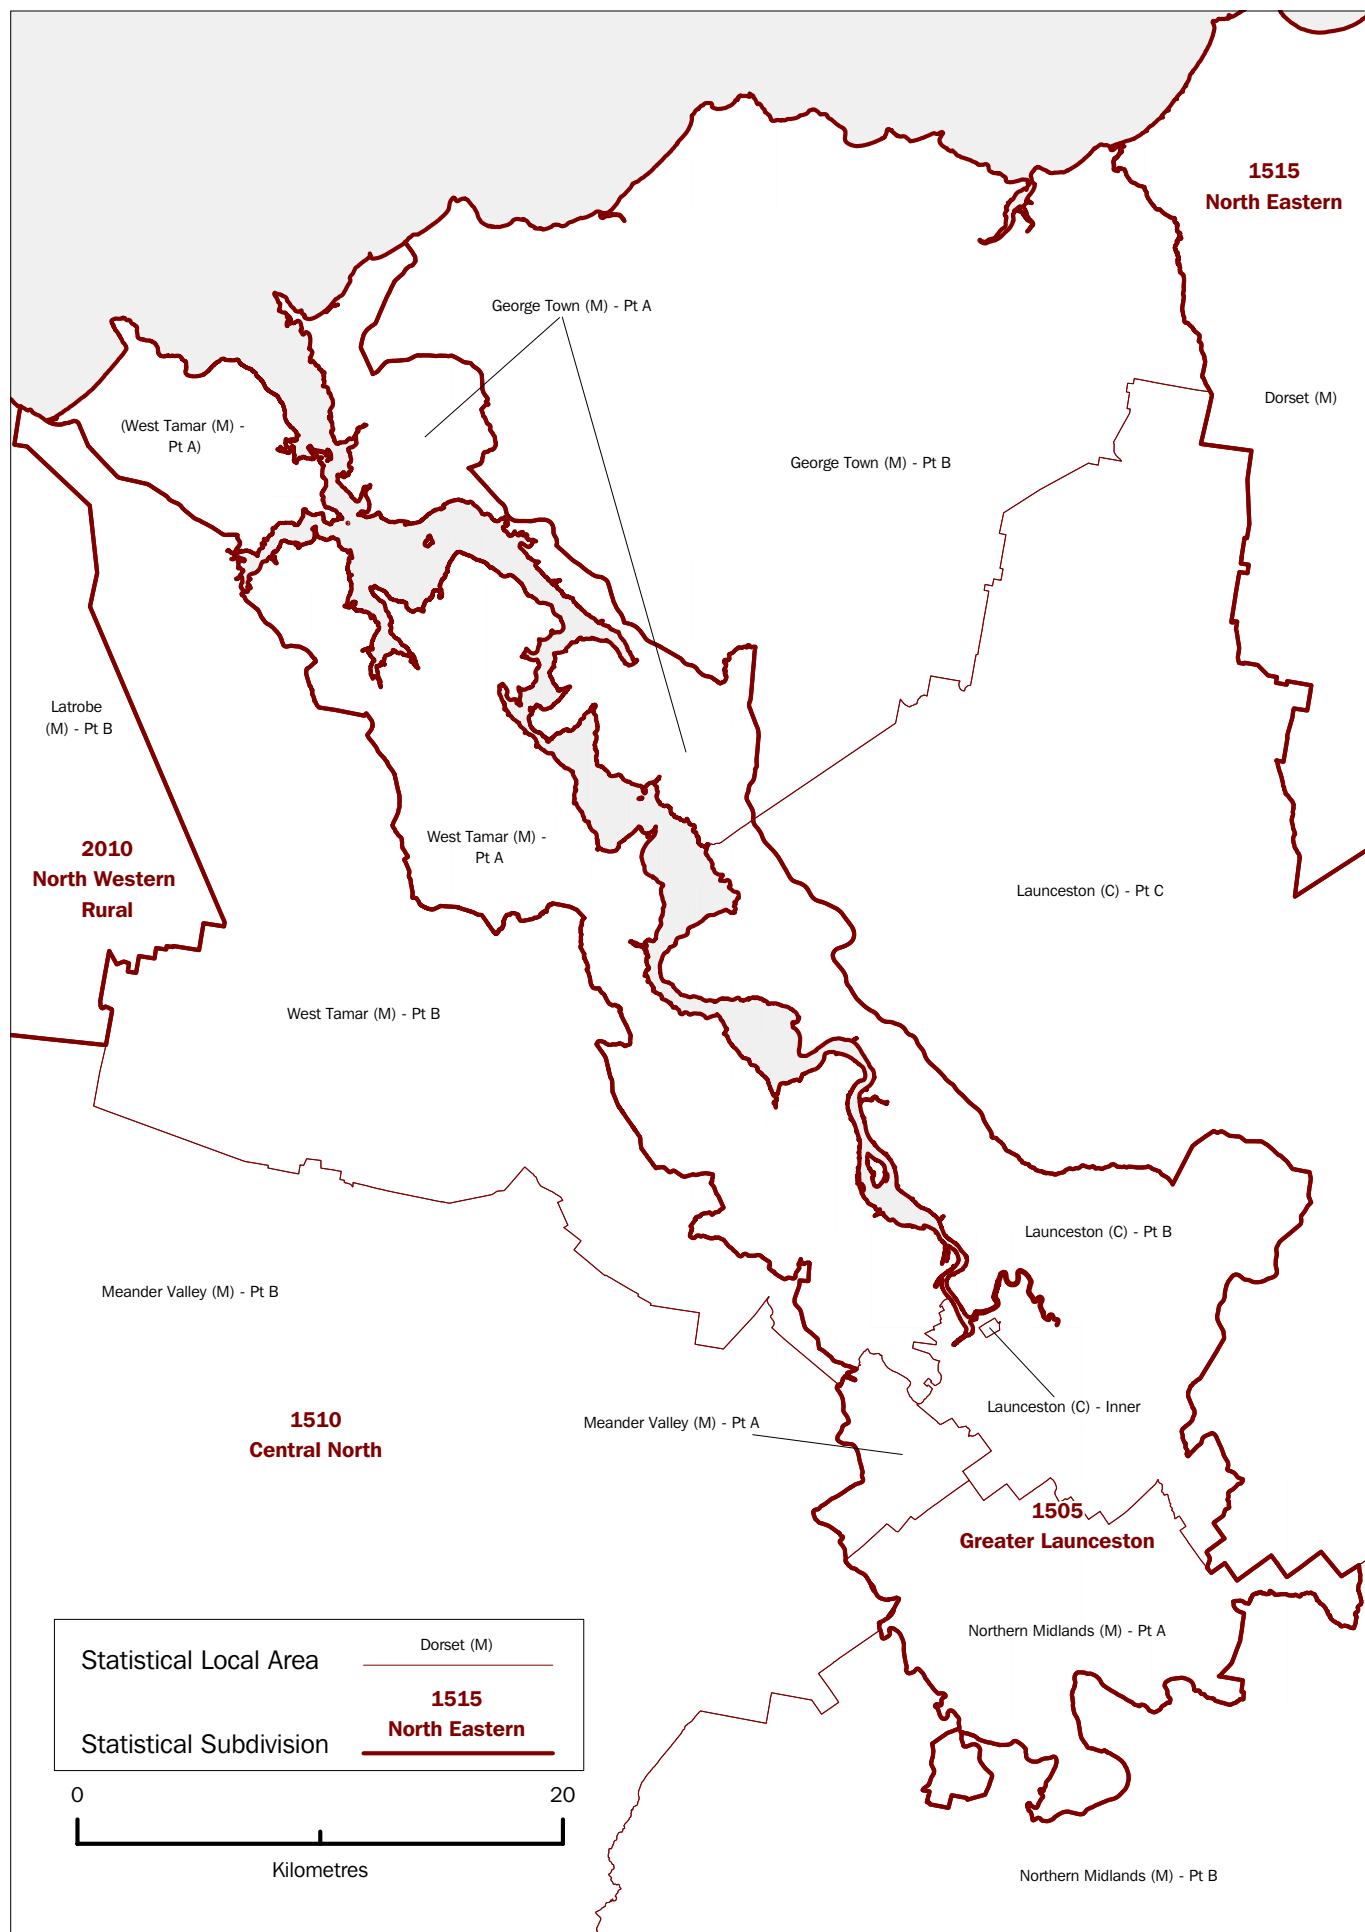 1515
North Eastern
George Town (M) - Pt A
Dorset (M)
(West Tamar (M) -
Pt A)
George Town (M) - Pt B
Latrobe
(M) - Pt B
West Tamar (M) -
Pt A
2010
North Western
Rural
Launceston (C) - Pt C
West Tamar (M) - Pt B
Launceston (C) - Pt B
Meander Valley (M) - Pt B
Launceston (C) - Inner
1510
Central North
Meander Valley (M) - Pt A
1505
Greater Launceston
Northern Midlands (M) - Pt A
Statistical Local Area
Dorset (M)
1515
North Eastern
Statistical Subdivision
0
20
Kilometres
Northern Midlands (M) - Pt B